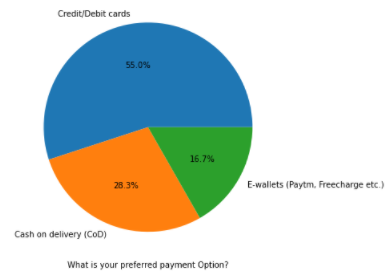 Credit/Debit cards
55.0%
16.7%
28.3%
E-wallets (Paytm, Freecharge etc.)
Cash on delivery (CoD)
What is your preferred payment Option?